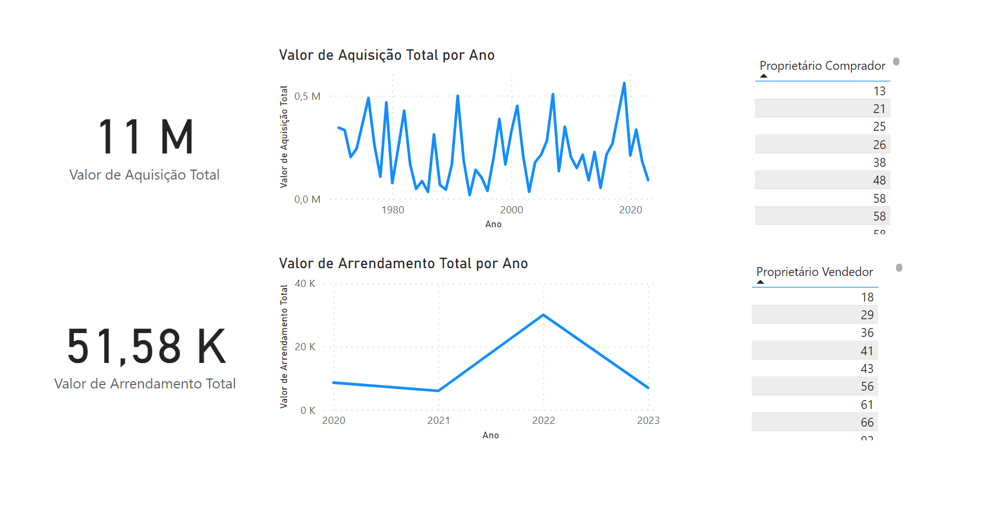 11 M
Valor de Aquisição Total
Valor de Aquisição Total por Ano
Valor de Aquisição Total
0,5 M
0,0 M
1980
2000
2020
Ano
Proprietário Comprador
13
21
25
26
38
48
58
58
58
51,58 K
Valor de Arrendamento Total
Valor de Arrendamento Total por Ano
Valor de Arrendamento Total
40 K
20 K
0 K
2020
2021
2022
2023
Ano
Proprietário Vendedor
18
29
36
41
43
56
61
66